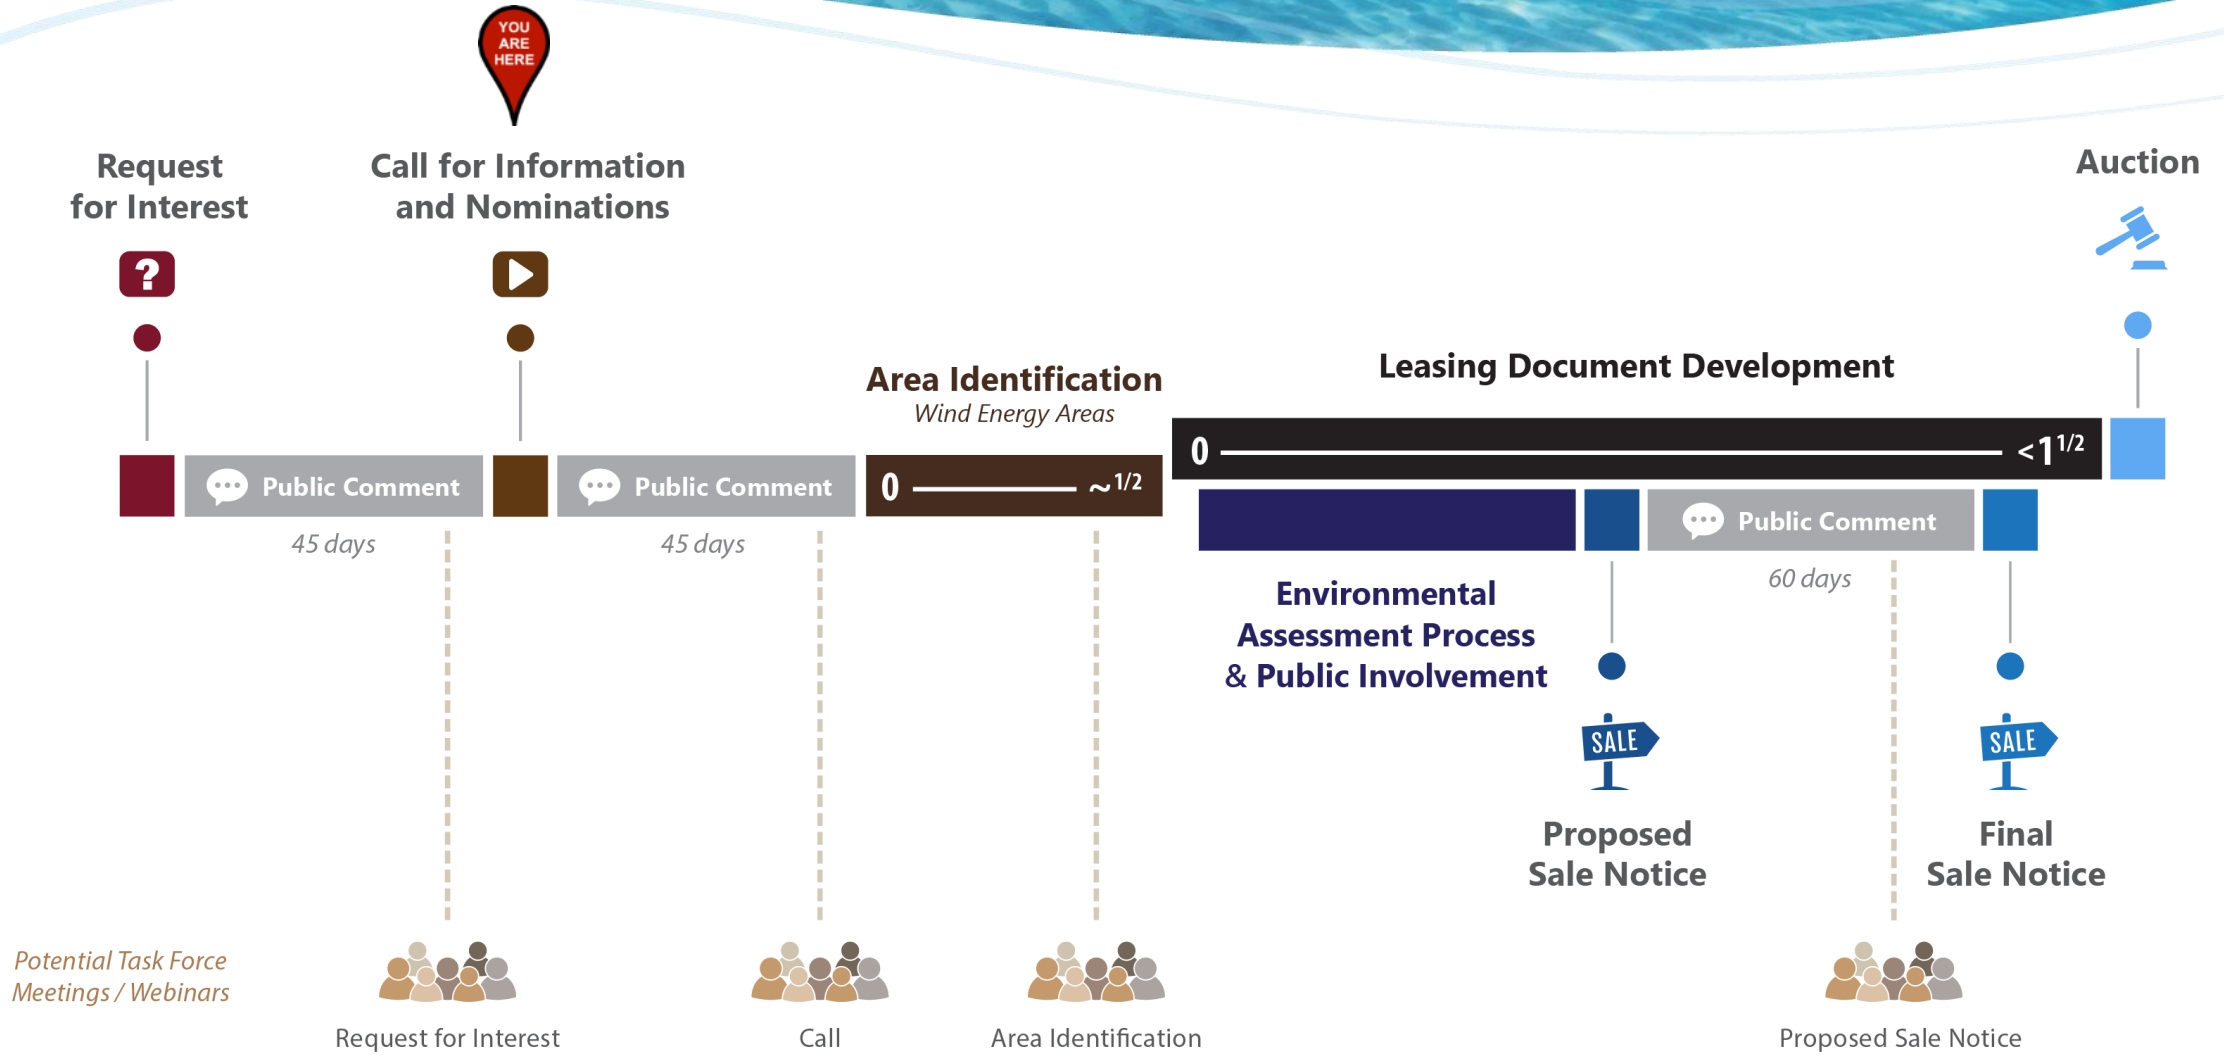 YOU
ARE
HERE
Request
for Interest
Call for Information
and Nominations
Auction
?
Area Identification
Wind Energy Areas
Leasing Document Development
0 <1 1/2
Public Comment
Public Comment
0 ~1/2
Public Comment
45 days
45 days
60 days
Environmental
Assessment Process
& Public Involvement
SALE
SALE
Proposed
Sale Notice
Final
Sale Notice
Potential Task Force
Meetings / Webinars
Request for Interest
Call
Area Identification
Proposed Sale Notice